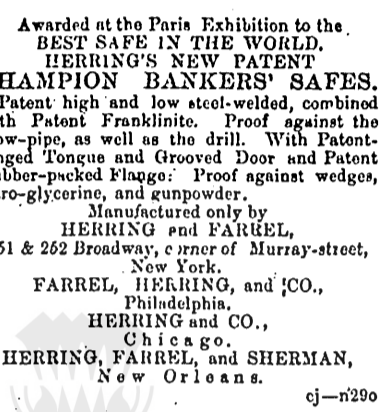 Awarded at the Paris Exhibition to the
BEST SAFE IN THE WORLD.
HERRING'S NEW PATENT
HAMPION BANKERS' SAFES.
Patent high and low steel-welded, combined
th Patent Franklinite. Proof against the
ow-pipe, as well as the drill. With Patent-
nged Tongue and Grooved Door and Patent
bber-packed Flange: Proof against wedges,
ro-glycerine, and gunpowder.
Manufactured only by
HERRING and FARREL,
51 & 252 Broadway, corner of Murray-street,
New York.
FARREL, HERRING, and CO.,
Philadelphia.
HERRING and CO.,
Chicago.
HERRING, FARREL, and SHERMAN,
New Orleans.
cj—n29o